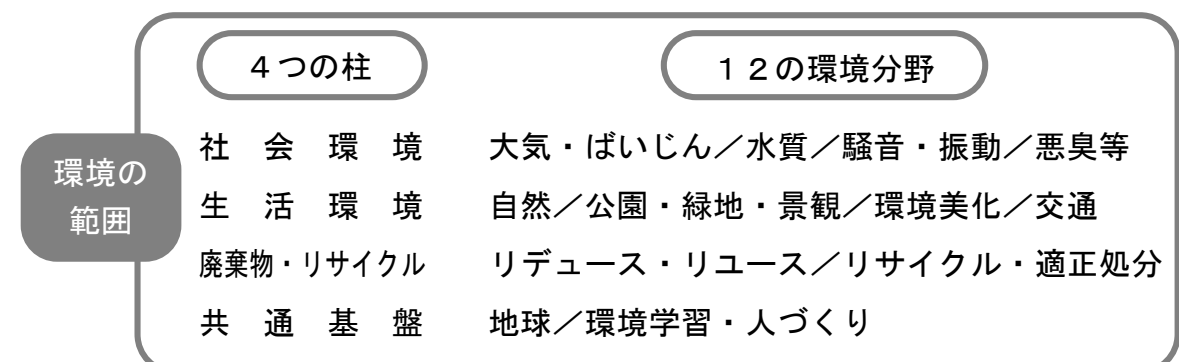 ４つの柱
１２の環境分野
環境の
範囲
社会環境 大気・ばいじん／水質／騒音・振動／悪臭等
生活環境 自然／公園・緑地・景観／環境美化／交通
廃棄物・リサイクル リデュース・リユース／リサイクル・適正処分
共通基盤 地球／環境学習・人づくり